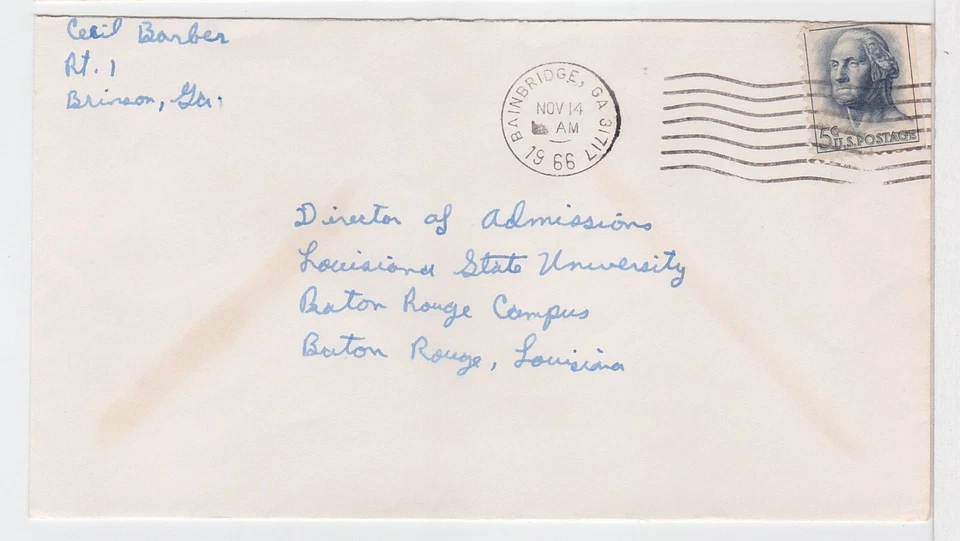 Cecil Barber
Rt. 1
Brinson, Ga.
BAINBRIDGE, GA 31717
NOV 14
AM
1966
5¢ U.S. POSTAGE
Director of Admissions
Louisiana State University
Baton Rouge Campus
Baton Rouge, Louisiana